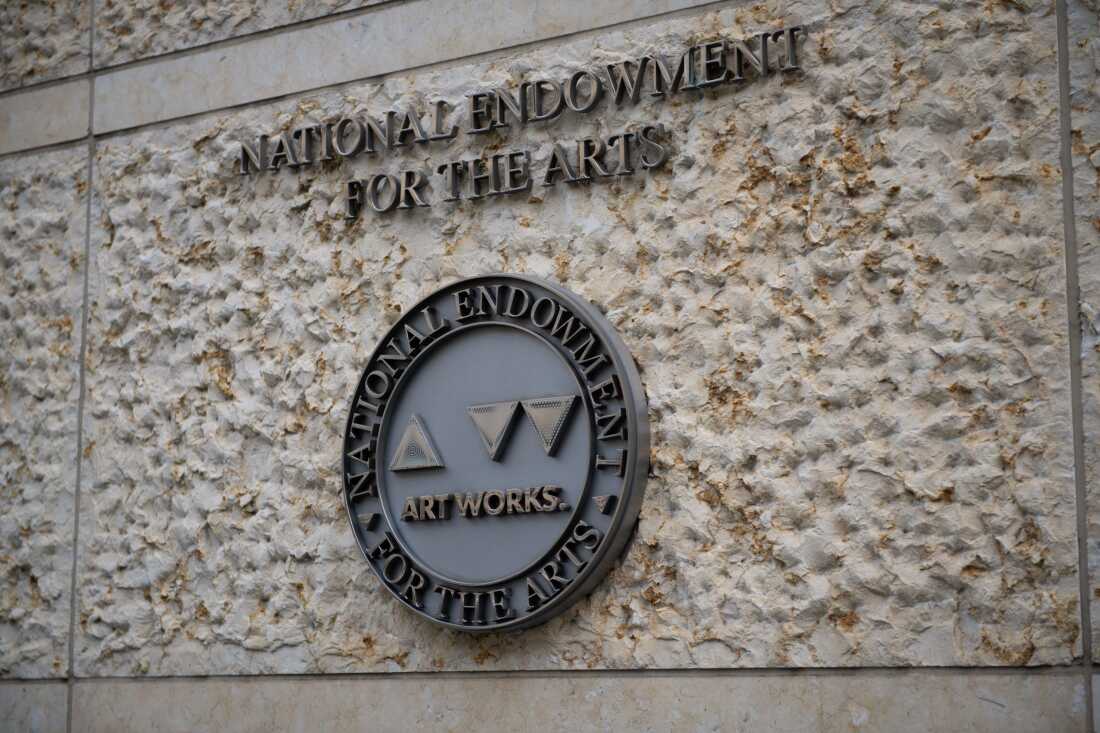 NATIONAL ENDOWMENT
FOR THE ARTS
NATIONAL ENDOWMENT
ART WORKS.
FOR THE ARTS